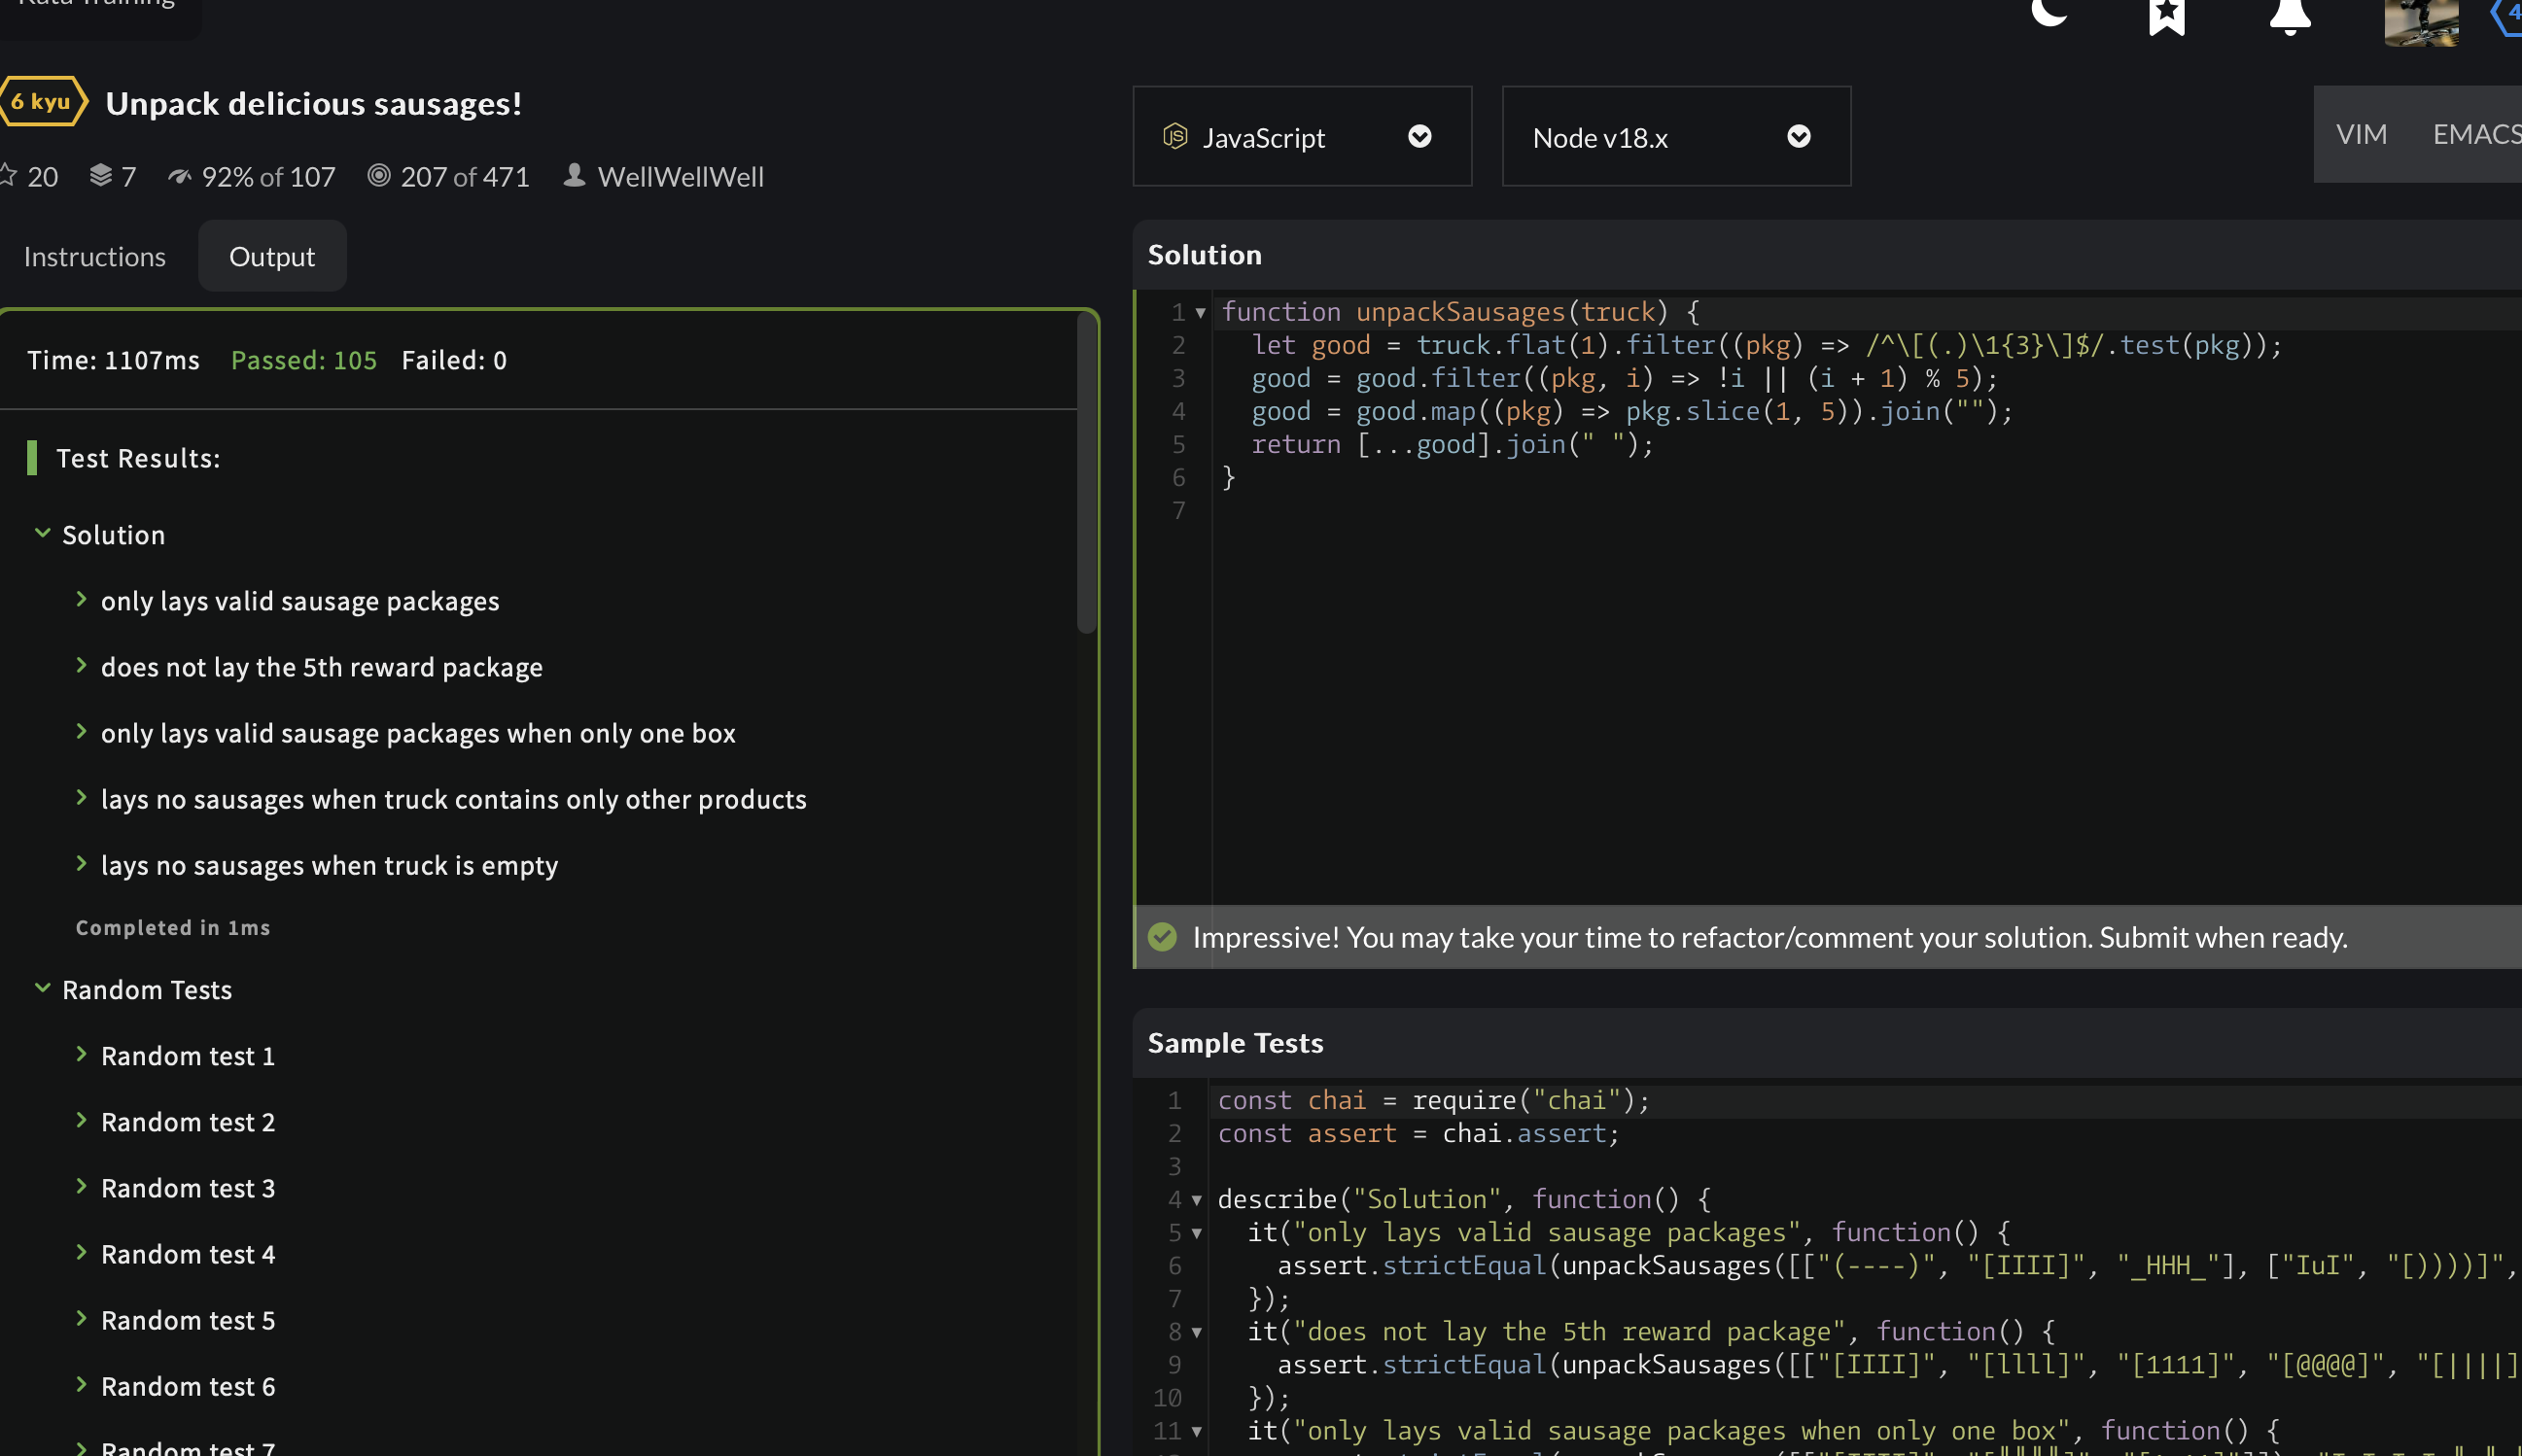 Kata Training
4
6 kyu Unpack delicious sausages!
20 7 92% of 107 207 of 471 WellWellWell
Instructions Output
Time: 1107ms Passed: 105 Failed: 0
Test Results:
Solution
only lays valid sausage packages
does not lay the 5th reward package
only lays valid sausage packages when only one box
lays no sausages when truck contains only other products
lays no sausages when truck is empty
Completed in 1ms
Random Tests
Random test 1
Random test 2
Random test 3
Random test 4
Random test 5
Random test 6
Random test 7
JS JavaScript Node v18.x VIM EMACS
Solution
1 function unpackSausages(truck) {
2 let good = truck.flat(1).filter((pkg) => /^\[(.)\1{3}\]$/.test(pkg));
3 good = good.filter((pkg, i) => !i || (i + 1) % 5);
4 good = good.map((pkg) => pkg.slice(1, 5)).join("");
5 return [...good].join(" ");
6 }
7
Impressive! You may take your time to refactor/comment your solution. Submit when ready.
Sample Tests
1 const chai = require("chai");
2 const assert = chai.assert;
3
4 describe("Solution", function() {
5 it("only lays valid sausage packages", function() {
6 assert.strictEqual(unpackSausages([["(----)", "[IIII]", "_HHH_"], ["IuI", "[))))]",
7 });
8 it("does not lay the 5th reward package", function() {
9 assert.strictEqual(unpackSausages([["[IIII]", "[llll]", "[1111]", "[@@@@]", "[||||]
10 });
11 it("only lays valid sausage packages when only one box", function() {